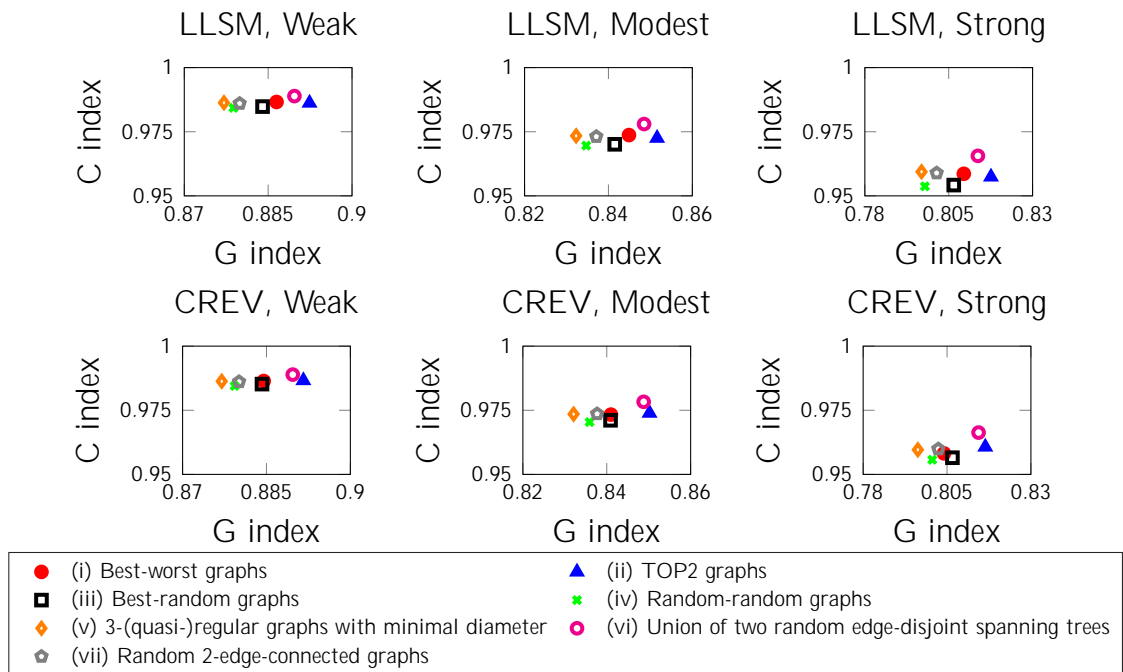 LLSM, Weak
LLSM, Modest
LLSM, Strong
1
0.975
0.95
C index
0.87
0.885
0.9
G index
1
0.975
0.95
C index
0.82
0.84
0.86
G index
1
0.975
0.95
C index
0.78
0.805
0.83
G index
CREV, Weak
CREV, Modest
CREV, Strong
1
0.975
0.95
C index
0.87
0.885
0.9
G index
1
0.975
0.95
C index
0.82
0.84
0.86
G index
1
0.975
0.95
C index
0.78
0.805
0.83
G index
(i) Best-worst graphs
(ii) TOP2 graphs
(iii) Best-random graphs
(iv) Random-random graphs
(v) 3-(quasi-)regular graphs with minimal diameter
(vi) Union of two random edge-disjoint spanning trees
(vii) Random 2-edge-connected graphs